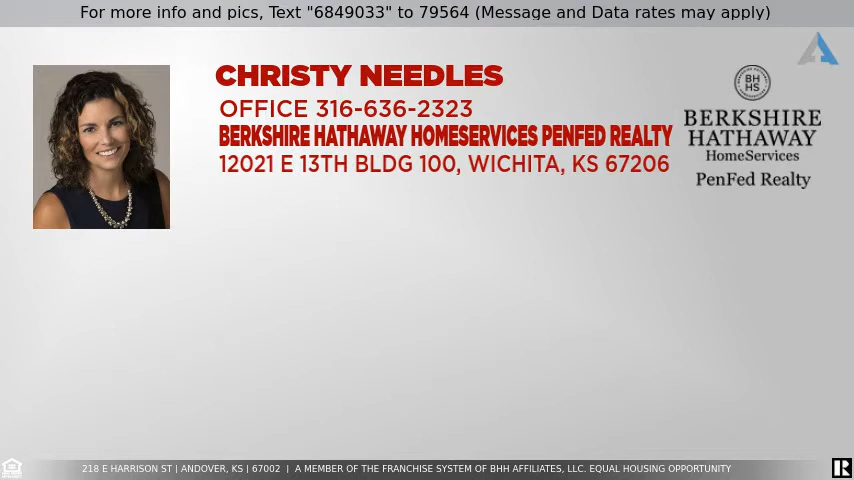 For more info and pics, Text "6849033" to 79564 (Message and Data rates may apply)
CHRISTY NEEDLES
OFFICE 316-636-2323
BERKSHIRE HATHAWAY HOMESERVICES PENFED REALTY
12021 E 13TH BLDG 100, WICHITA, KS 67206
BH
HS
BERKSHIRE
HATHAWAY
HomeServices
PenFed Realty
218 E HARRISON ST | ANDOVER, KS | 67002 | A MEMBER OF THE FRANCHISE SYSTEM OF BHH AFFILIATES, LLC. EQUAL HOUSING OPPORTUNITY